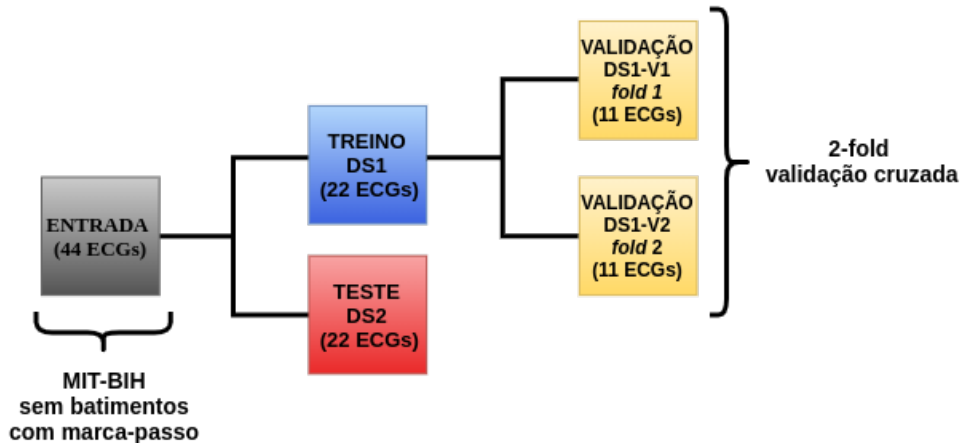 ENTRADA
(44 ECGs)
MIT-BIH
sem batimentos
com marca-passo
TREINO
DS1
(22 ECGs)
TESTE
DS2
(22 ECGs)
VALIDAÇÃO
DS1-V1
fold 1
(11 ECGs)
VALIDAÇÃO
DS1-V2
fold 2
(11 ECGs)
2-fold
validação cruzada